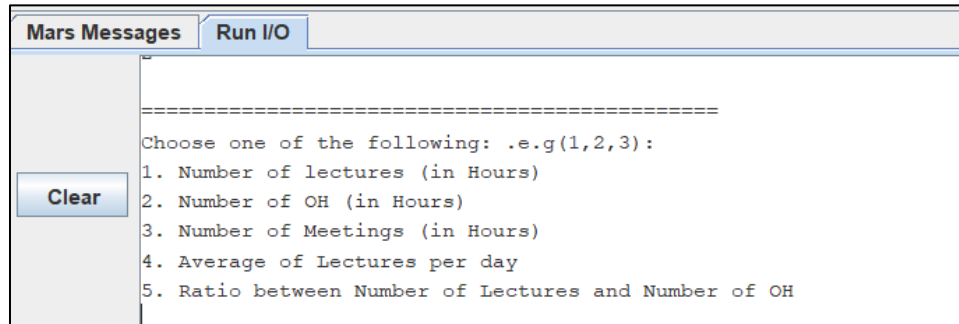 Mars Messages Run I/O
==============================================
Choose one of the following: .e.g(1,2,3):
1. Number of lectures (in Hours)
Clear
2. Number of OH (in Hours)
3. Number of Meetings (in Hours)
4. Average of Lectures per day
5. Ratio between Number of Lectures and Number of OH